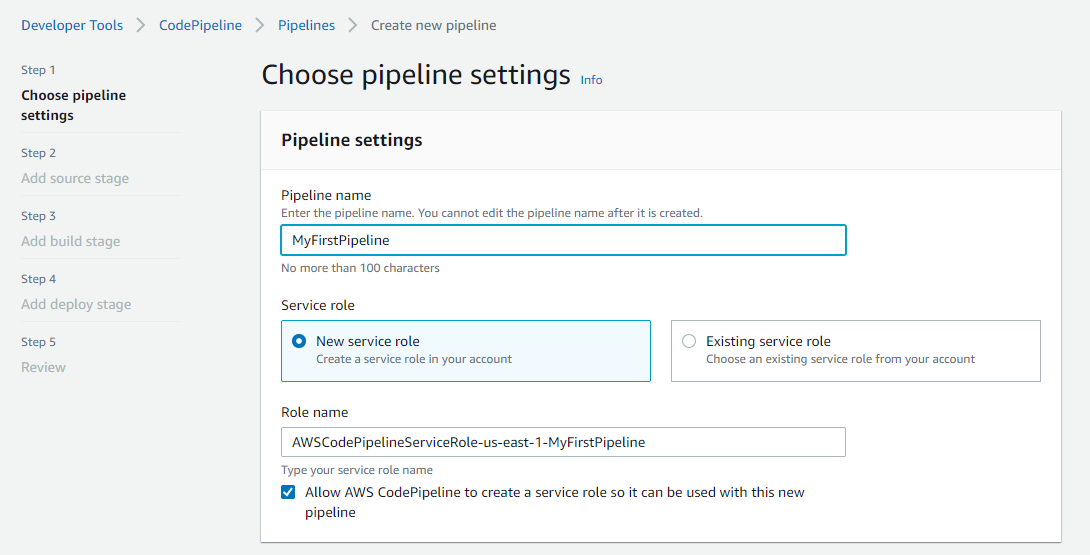 Developer Tools > CodePipeline > Pipelines > Create new pipeline
Step 1
Choose pipeline
settings
Step 2
Add source stage
Step 3
Add build stage
Step 4
Add deploy stage
Step 5
Review
Choose pipeline settings Info
Pipeline settings
Pipeline name
Enter the pipeline name. You cannot edit the pipeline name after it is created.
MyFirstPipeline
No more than 100 characters
Service role
New service role
Create a service role in your account
Existing service role
Choose an existing service role from your account
Role name
AWSCodePipelineServiceRole-us-east-1-MyFirstPipeline
Type your service role name
Allow AWS CodePipeline to create a service role so it can be used with this new
pipeline